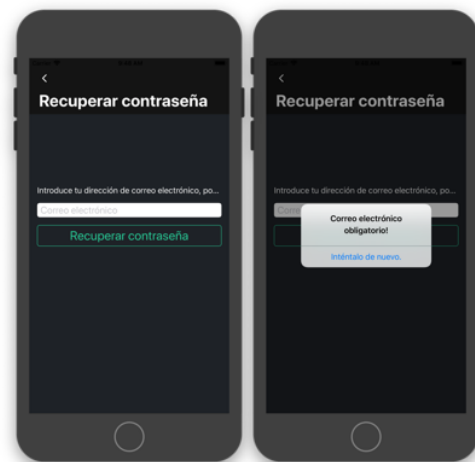 Recuperar contraseña
Introduce tu dirección de correo electrónico, po...
Correo electrónico
Recuperar contraseña
Recuperar contraseña
Introduce tu dirección de correo electrónico, po...
Correo electrónico
obligatorio!
Inténtalo de nuevo.